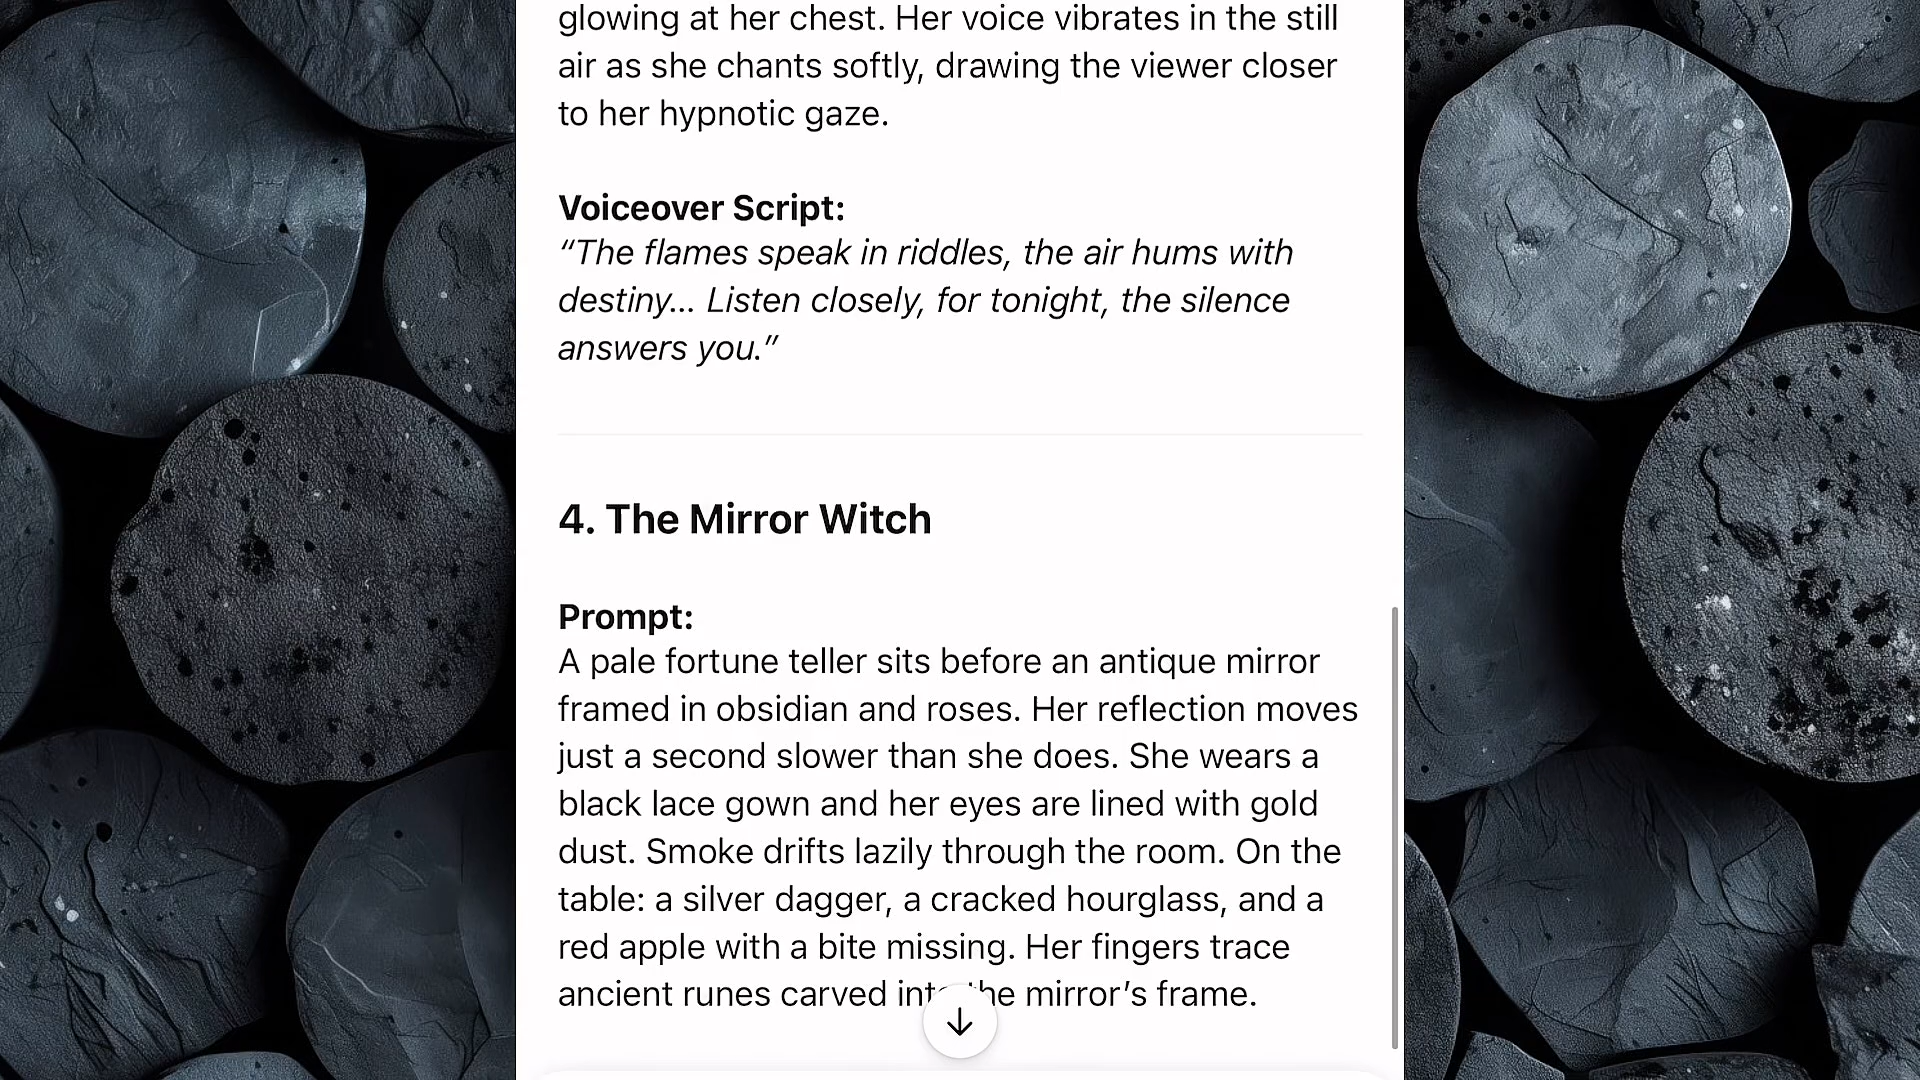 glowing at her chest. Her voice vibrates in the still
air as she chants softly, drawing the viewer closer
to her hypnotic gaze.
Voiceover Script:
“The flames speak in riddles, the air hums with
destiny... Listen closely, for tonight, the silence
answers you.”
4. The Mirror Witch
Prompt:
A pale fortune teller sits before an antique mirror
framed in obsidian and roses. Her reflection moves
just a second slower than she does. She wears a
black lace gown and her eyes are lined with gold
dust. Smoke drifts lazily through the room. On the
table: a silver dagger, a cracked hourglass, and a
red apple with a bite missing. Her fingers trace
ancient runes carved into the mirror’s frame.